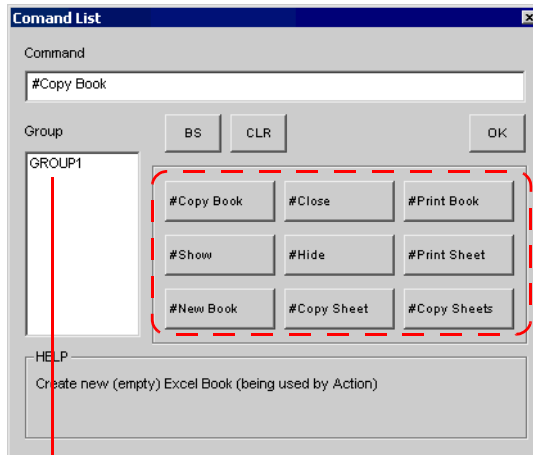 Comand List
Command
#Copy Book
Group
BS CLR OK
GROUP1
#Copy Book #Close #Print Book
#Show #Hide #Print Sheet
#New Book #Copy Sheet #Copy Sheets
HELP
Create new (empty) Excel Book (being used by Action)